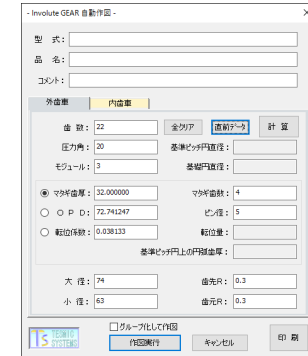 - Involute GEAR 自動作図 -
型 式:
品 名:
コメント:
外歯車 内歯車
歯 数: 22 全クリア 直前データ 計 算
圧力角: 20 基準ピッチ円直径:
モジュール: 3 基礎円直径:
マタギ歯厚: 32.000000 マタギ歯数: 4
O P D: 72.741247 ピン径: 5
転位係数: 0.038133 転位量:
基準ピッチ円上の円弧歯厚:
大 径: 74 歯先R: 0.3
小 径: 63 歯元R: 0.3
グループ化して作図
TS TECNIC SYSTEMS 作図実行 キャンセル 印 刷